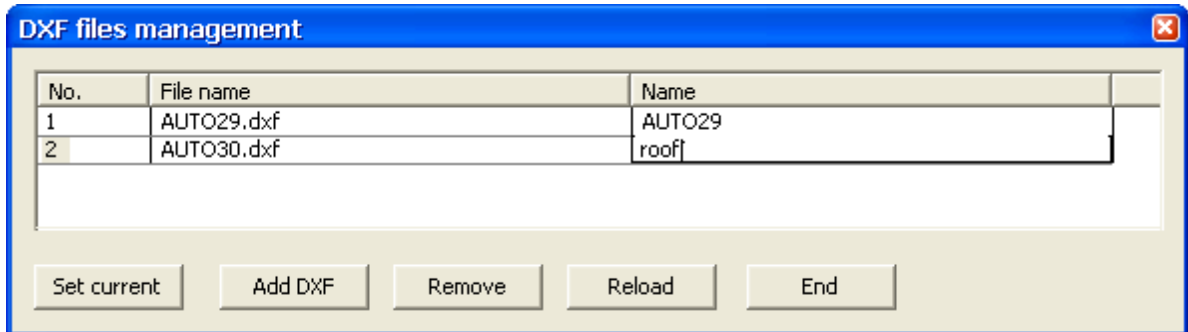 DXF files management
No. File name Name
1 AUTO29.dxf AUTO29
2 AUTO30.dxf roof
Set current Add DXF Remove Reload End